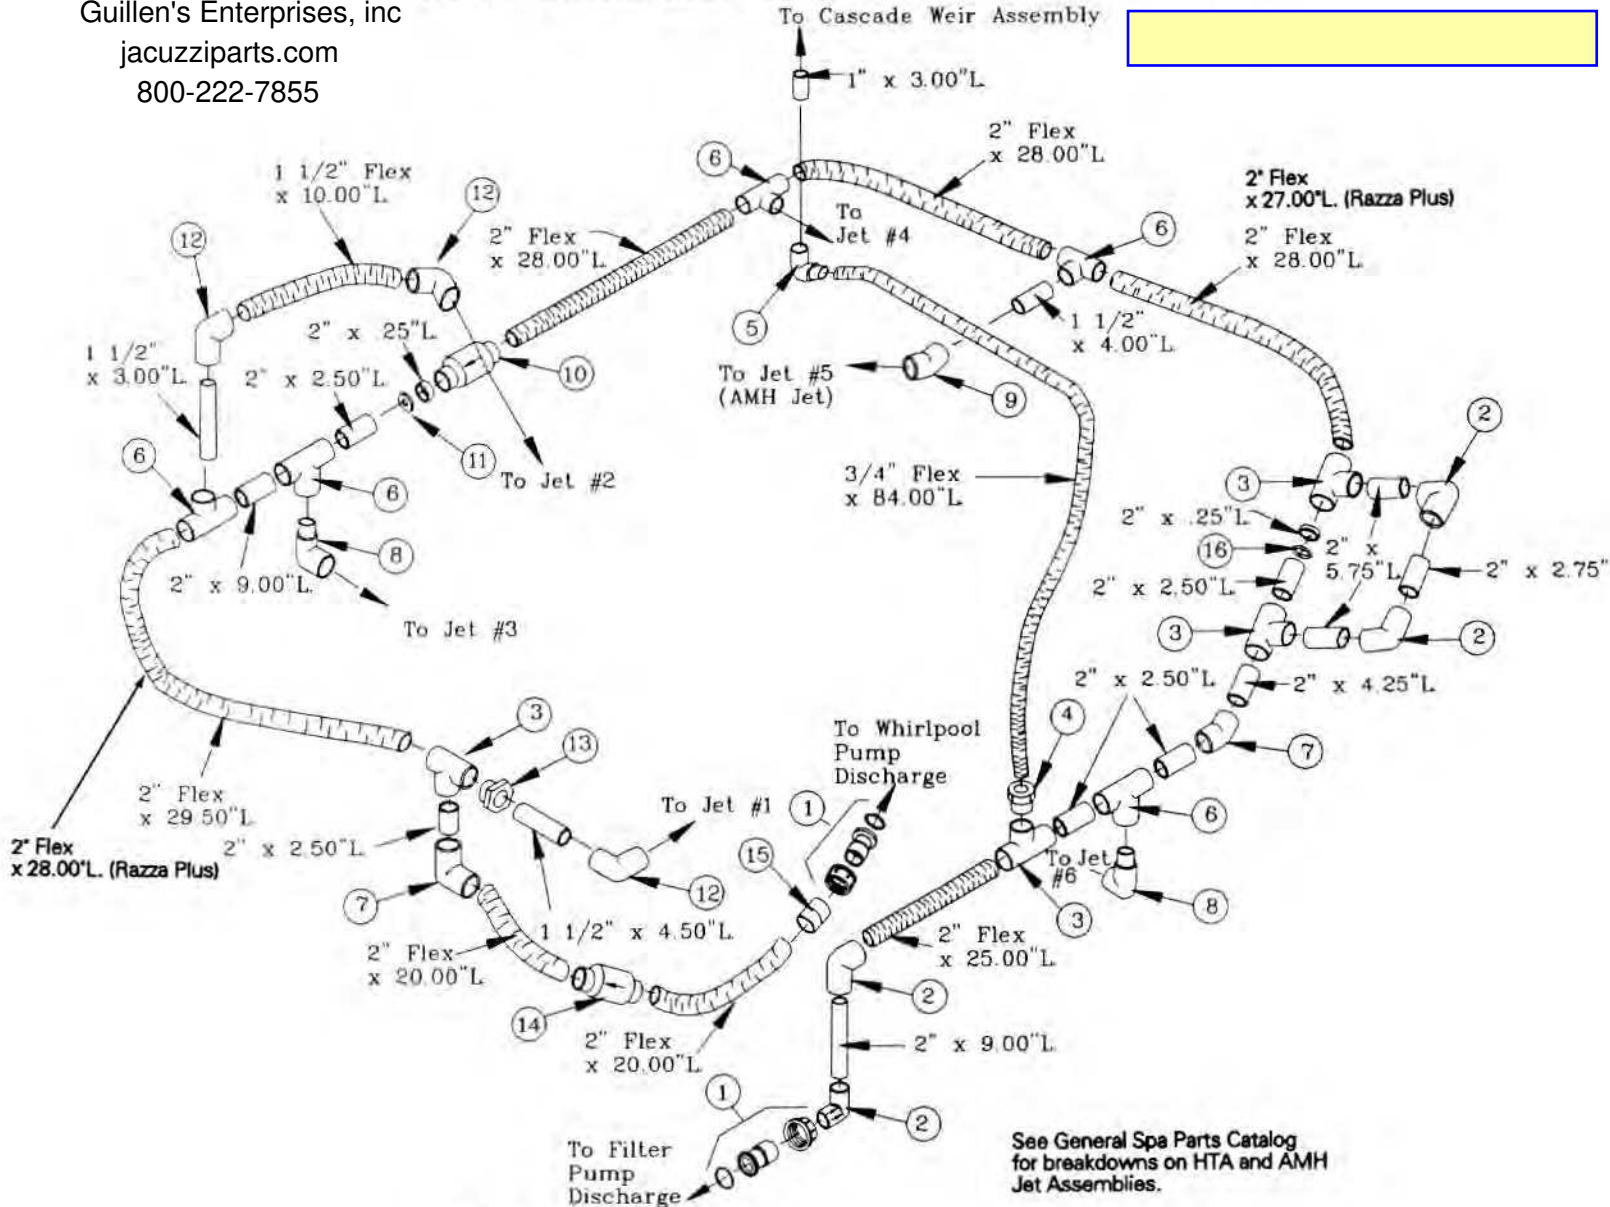 Guillen's Enterprises, inc
jacuzziparts.com
800-222-7855
To Cascade Weir Assembly
1" x 3.00"L
2" Flex
x 28.00"L
6
1 1/2" Flex
x 10.00"L
12
2" Flex
x 27.00"L. (Razza Plus)
2" Flex
x 28.00"L
To
Jet #4
6
2" Flex
x 28.00"L
12
5
1 1/2"
x 4.00"L
2" x .25"L
1 1/2"
x 3.00"L
2" x 2.50"L
10
To Jet #5
(AMH Jet)
9
2
6
11
To Jet #2
6
3/4" Flex
x 84.00"L
3
2" x .25"L
16
2" x
5.75"L
8
2" x 9.00"L
2" x 2.50"L
2" x 2.75"
To Jet #3
3
2
2" x 2.50"L
2" x 4.25"L
3
13
To Whirlpool
Pump
Discharge
4
7
2" Flex
x 29.50"L
To Jet #1
1
6
2" Flex
x 28.00"L. (Razza Plus)
2" x 2.50"L
15
To Jet
#6
12
7
8
3
1 1/2" x 4.50"L
2" Flex
x 20.00"L
2" Flex
x 25.00"L
2
14
2" Flex
x 20.00"L
2" x 9.00"L
1
2
To Filter
Pump
Discharge
See General Spa Parts Catalog
for breakdowns on HTA and AMH
Jet Assemblies.